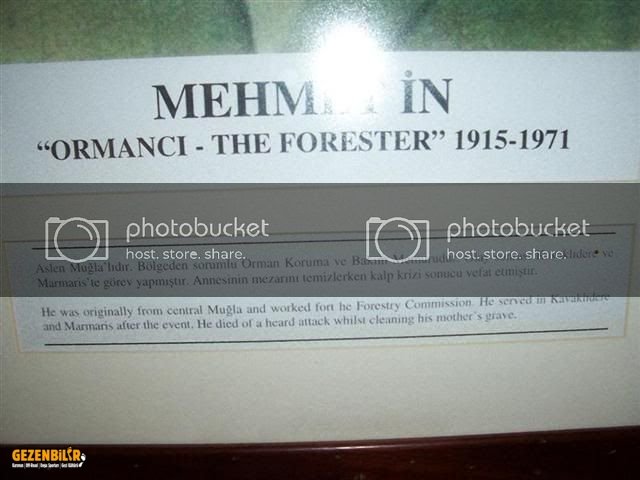 MEHMET İN
“ORMANCI - THE FORESTER” 1915-1971
photobucket photobucket
host. store. share. host. store. share.
Aslen Muğla'lıdır. Bölgeden sorumlu Orman Koruma ve Bakım
Marmaris'te görev yapmıştır. Annesinin mezarını temizlerken kalp krizi sonucu vefat etmiştir.
He was originally from central Muğla and worked fort he Forestry Commission. He served in Kavaklıdere
and Marmaris after the event. He died of a heard attack whilst cleaning his mother's grave.
GEZENBİLİR